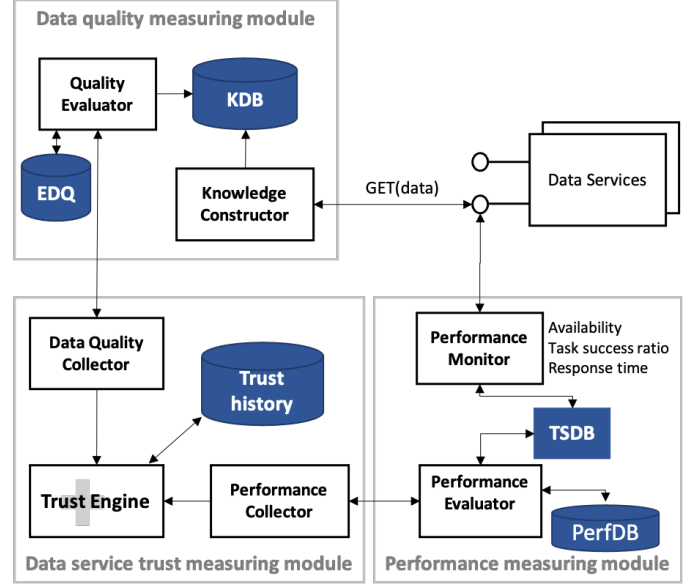 Data quality measuring module
Quality
Evaluator
KDB
EDQ
Knowledge
Constructor
GET(data)
Data Services
Data Quality
Collector
Trust
history
Trust Engine
Performance
Collector
Data service trust measuring module
Performance
Monitor
Availability
Task success ratio
Response time
TSDB
Performance
Evaluator
PerfDB
Performance measuring module